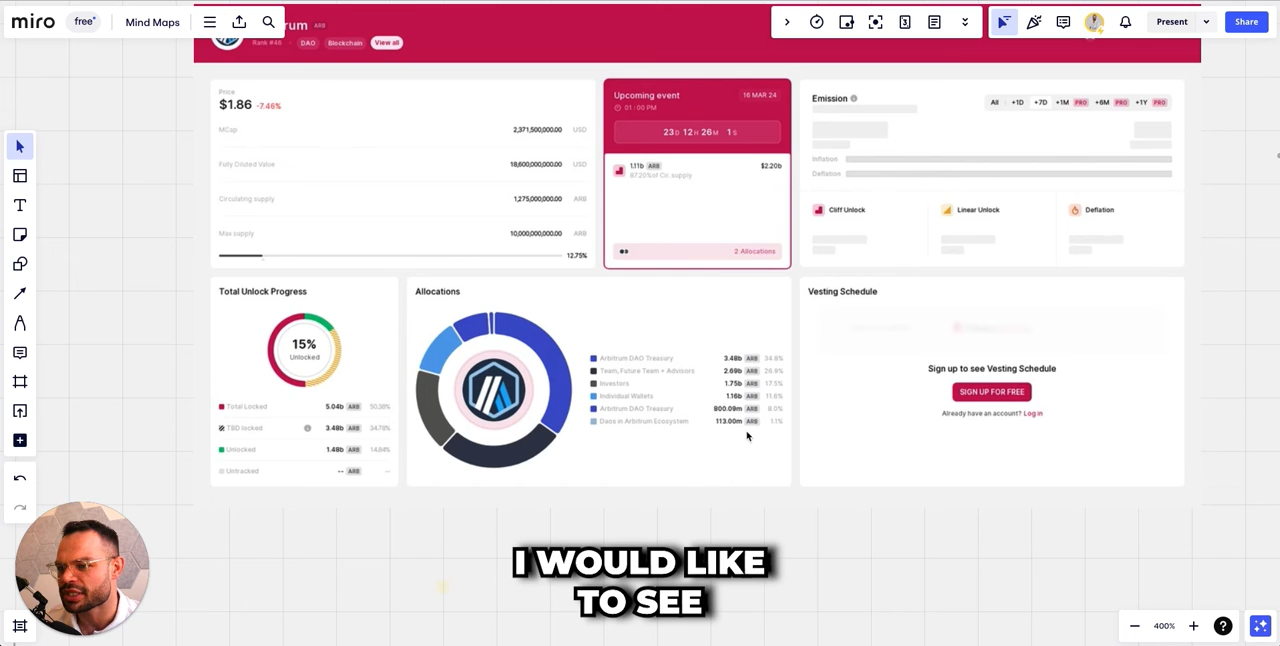 miro
free
Mind Maps
Present
Share
rum ARB
Rank #46
DAO
Blockchain
View all
Price
$1.86 -7.46%
MCap 2,371,500,000.00 USD
Fully Diluted Value 18,600,000,000.00 USD
Circulating supply 1,275,000,000.00 ARB
Max supply 10,000,000,000.00 ARB
12.75%
Upcoming event 16 MAR 24
01 : 00 PM
23D 12H 26M 1S
1.11b ARB $2.20b
87.20% of Cir. supply
2 Allocations
Emission
All +1D +7D +1M PRO +6M PRO +1Y PRO
Inflation
Deflation
Cliff Unlock
Linear Unlock
Deflation
Total Unlock Progress
15%
Unlocked
Total Locked 5.04b ARB 50.38%
TBD locked 3.48b ARB 34.78%
Unlocked 1.48b ARB 14.84%
Untracked -- ARB --
Allocations
Arbitrum DAO Treasury 3.48b ARB 34.8%
Team, Future Team + Advisors 2.69b ARB 26.9%
Investors 1.75b ARB 17.5%
Individual Wallets 1.16b ARB 11.6%
Arbitrum DAO Treasury 800.09m ARB 8.0%
Daos in Arbitrum Ecosystem 113.00m ARB 1.1%
Vesting Schedule
Sign up to see Vesting Schedule
SIGN UP FOR FREE
Already have an account? Log in
I WOULD LIKE
TO SEE
400%